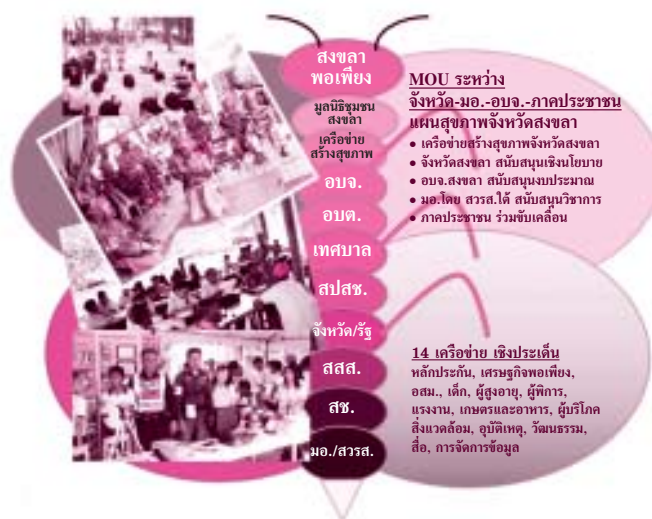 สงขลา
พอเพียง
มูลนิธิชุมชน
สงขลา
เครือข่าย
สร้างสุขภาพ
อบจ.
อบต.
เทศบาล
สปสช.
จังหวัด/รัฐ
สสส.
สช.
มอ./สวรส.
MOU ระหว่าง
จังหวัด-มอ.-อบจ.-ภาคประชาชน
แผนสุขภาพจังหวัดสงขลา
● เครือข่ายสร้างสุขภาพจังหวัดสงขลา
● จังหวัดสงขลา สนับสนุนเชิงนโยบาย
● อบจ.สงขลา สนับสนุนงบประมาณ
● มอ.โดย สวรส.ใต้ สนับสนุนวิชาการ
● ภาคประชาชน ร่วมขับเคลื่อน
14 เครือข่าย เชิงประเด็น
หลักประกัน, เศรษฐกิจพอเพียง,
อสม., เด็ก, ผู้สูงอายุ, ผู้พิการ,
แรงงาน, เกษตรและอาหาร, ผู้บริโภค
สิ่งแวดล้อม, อุบัติเหตุ, วัฒนธรรม,
สื่อ, การจัดการข้อมูล